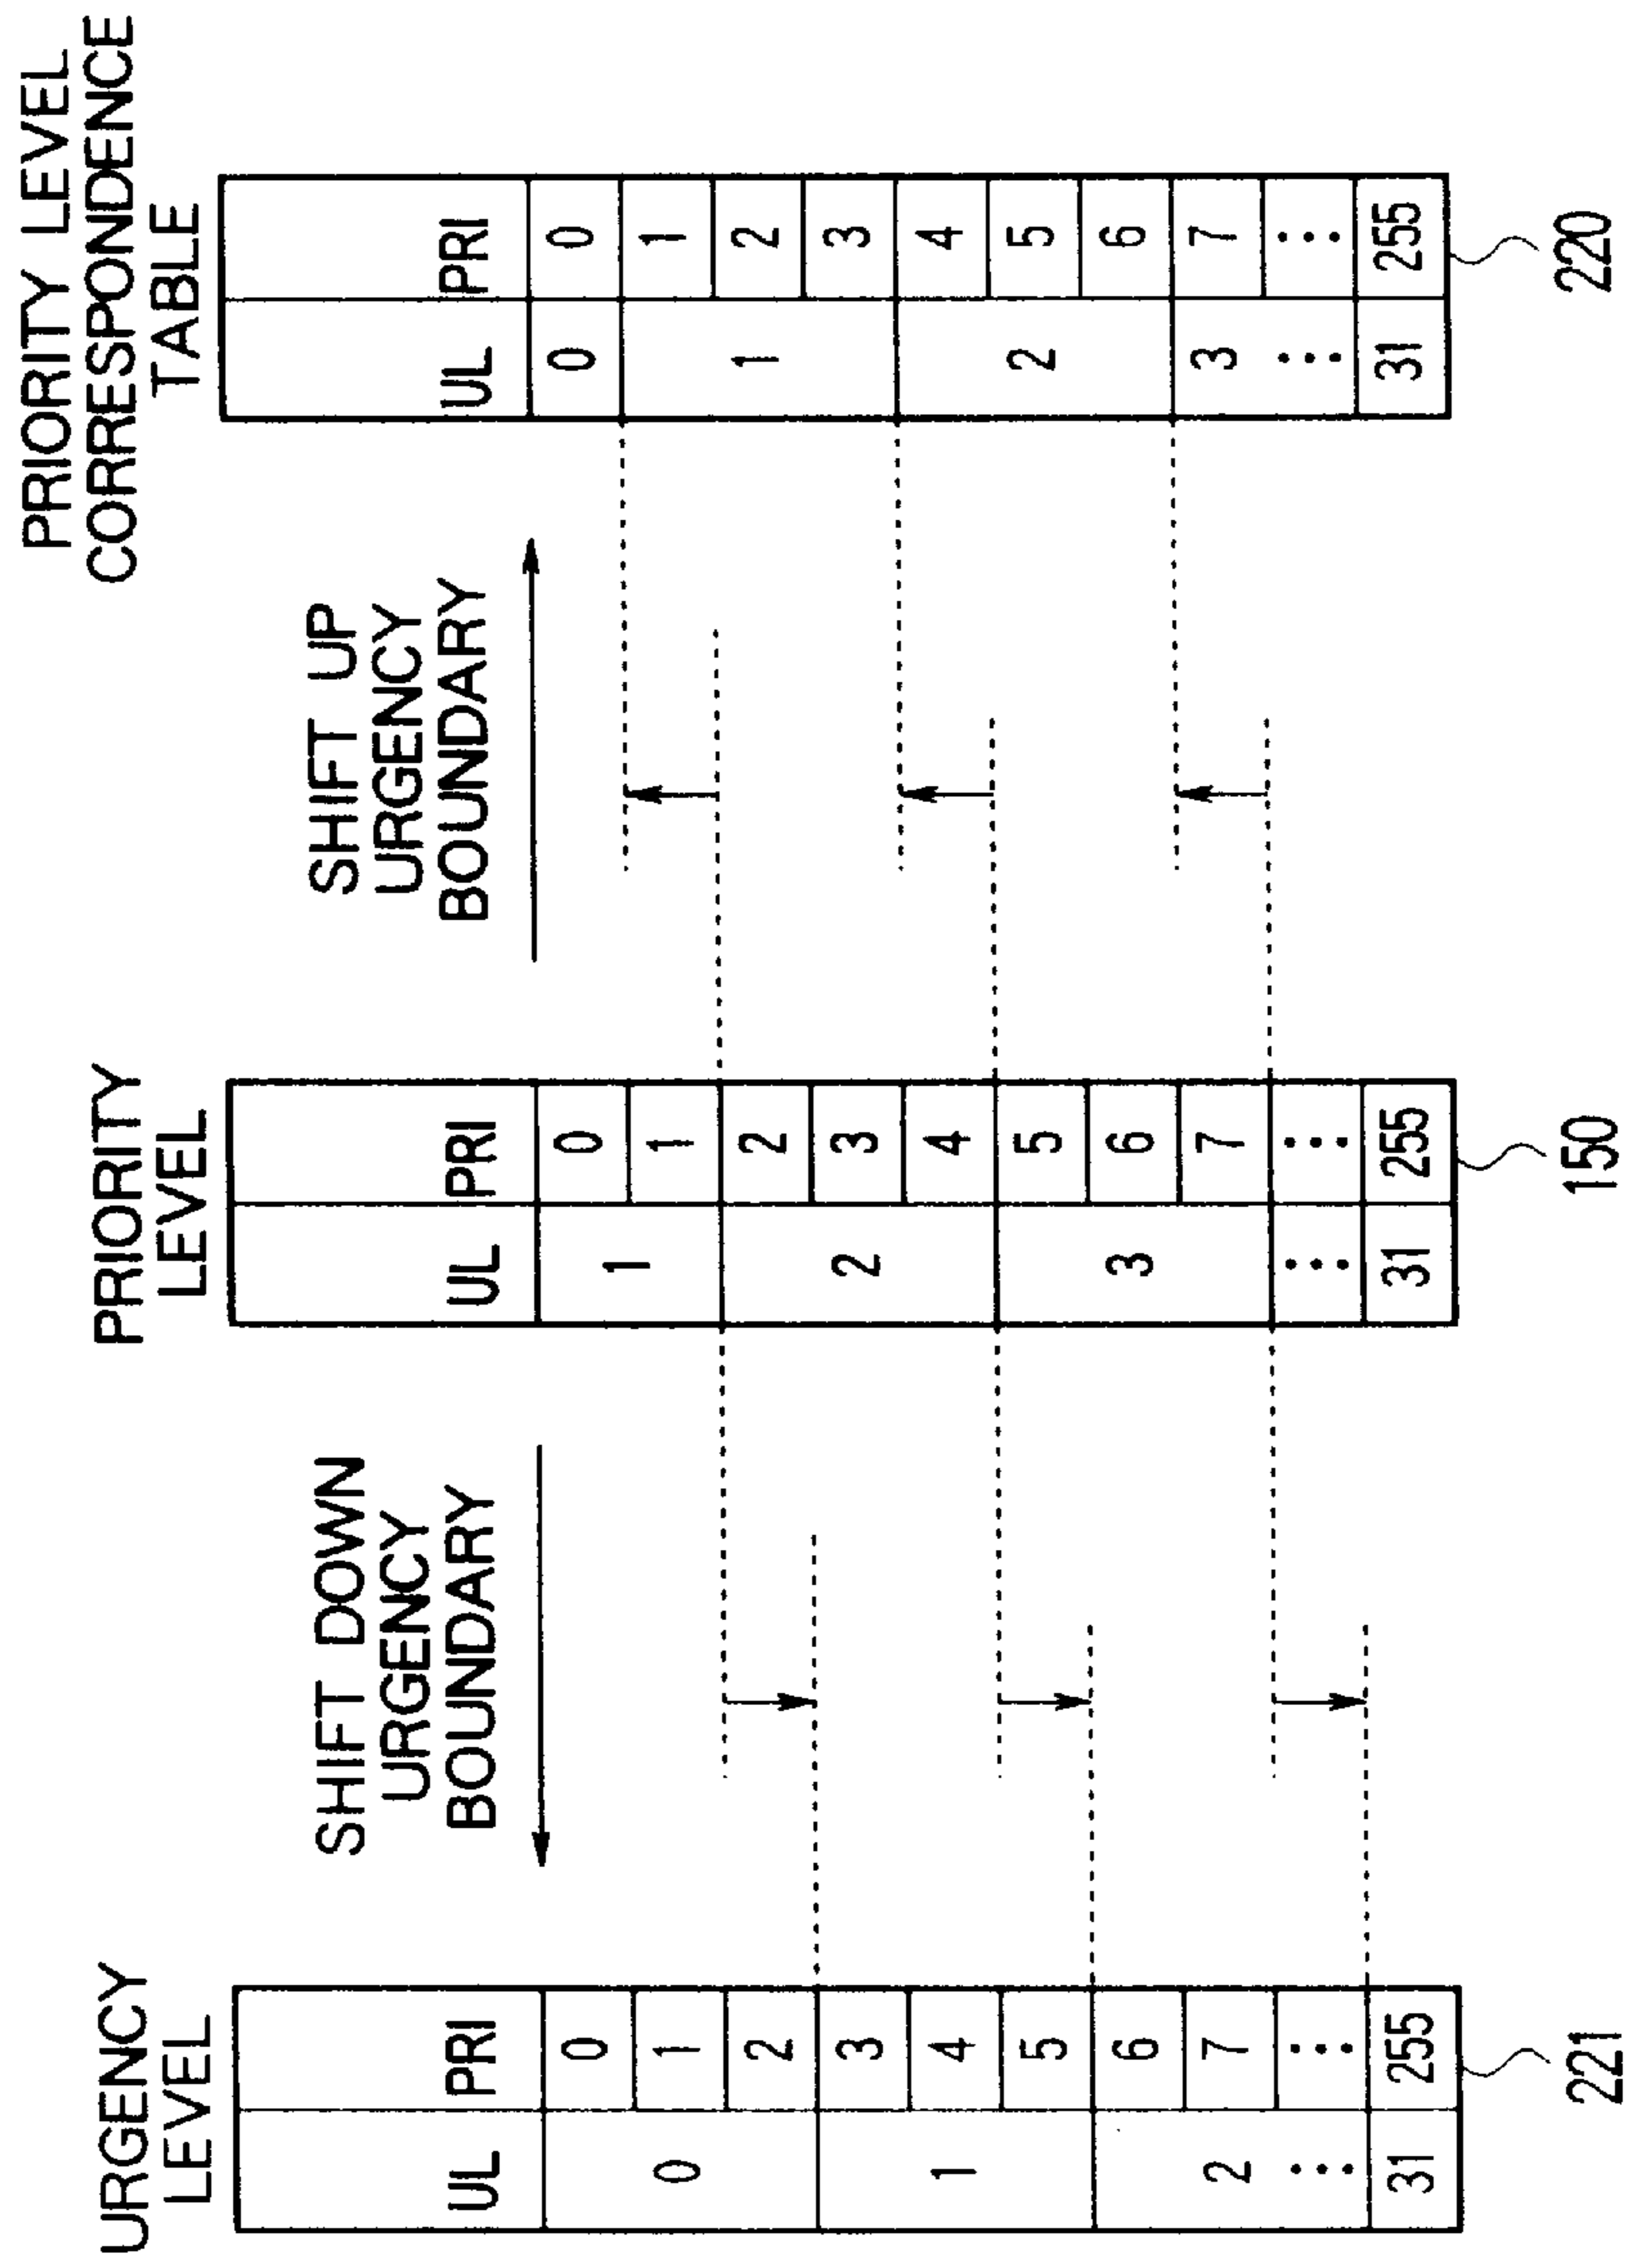 URGENCY
LEVEL
UL PRI
0 0
1
2
1 3
4
5
2 6
7
⋮ ⋮
31 255
221
SHIFT DOWN
URGENCY
BOUNDARY
PRIORITY
LEVEL
UL PRI
1 0
1
2 2
3
4
3 5
6
7
⋮ ⋮
31 255
150
SHIFT UP
URGENCY
BOUNDARY
PRIORITY LEVEL
CORRESPONDENCE
TABLE
UL PRI
0 0
1 1
2
3
2 4
5
6
3 7
⋮ ⋮
31 255
220